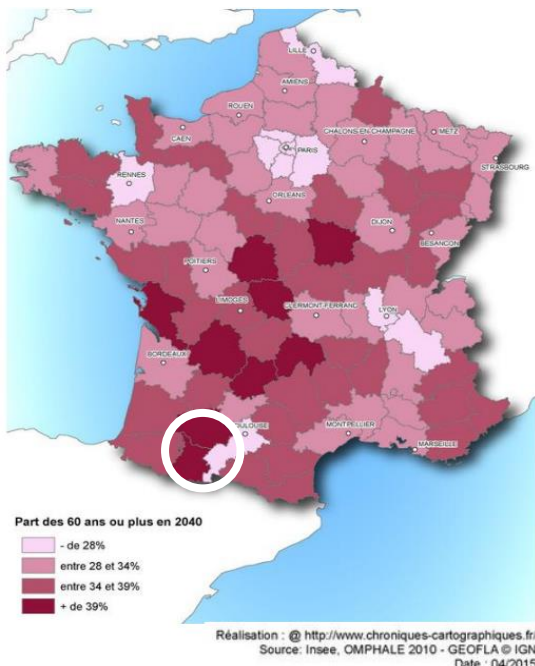 LILLE
AMIENS
ROUEN
CAEN
CHALONS-EN-CHAMPAGNE
METZ
PARIS
STRASBOURG
RENNES
ORLEANS
NANTES
DIJON
BESANCON
POITIERS
LIMOGES
CLERMONT-FERRAND
LYON
BORDEAUX
OULOUSE
MONTPELLIER
MARSEILLE
Part des 60 ans ou plus en 2040
- de 28%
entre 28 et 34%
entre 34 et 39%
+ de 39%
Réalisation : @ http://www.chroniques-cartographiques.fr/
Source: Insee, OMPHALE 2010 - GEOFLA © IGN
Date : 04/2015